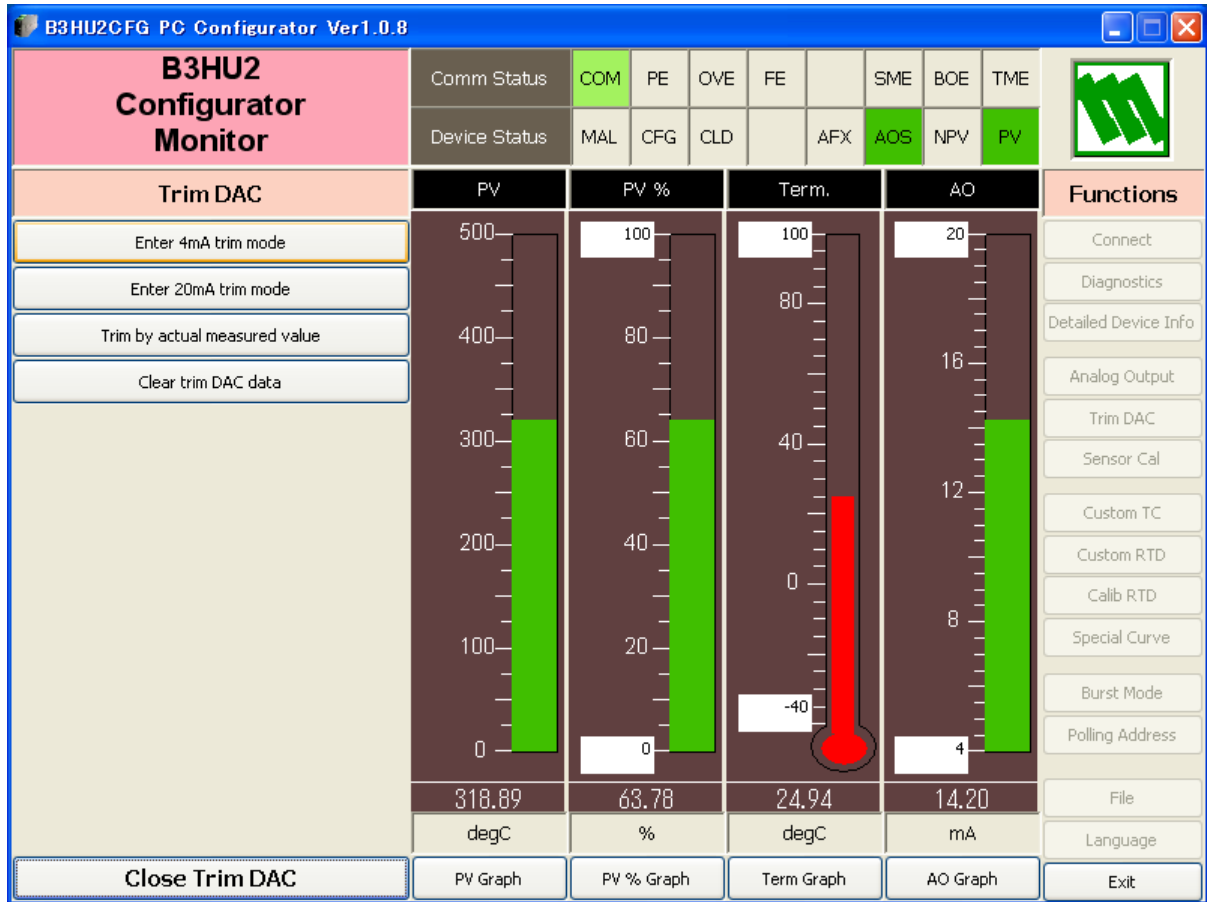 B3HU2CFG PC Configurator Ver1.0.8
B3HU2
Configurator
Monitor
Comm Status COM PE OVE FE SME BOE TME
Device Status MAL CFG CLD AFX AOS NPV PV
Trim DAC
Enter 4mA trim mode
Enter 20mA trim mode
Trim by actual measured value
Clear trim DAC data
Close Trim DAC
PV
500
400
300
200
100
0
318.89
degC
PV Graph
PV %
100
80
60
40
20
0
63.78
%
PV % Graph
Term.
100
80
40
0
-40
24.94
degC
Term Graph
AO
20
16
12
8
4
14.20
mA
AO Graph
Functions
Connect
Diagnostics
Detailed Device Info
Analog Output
Trim DAC
Sensor Cal
Custom TC
Custom RTD
Calib RTD
Special Curve
Burst Mode
Polling Address
File
Language
Exit